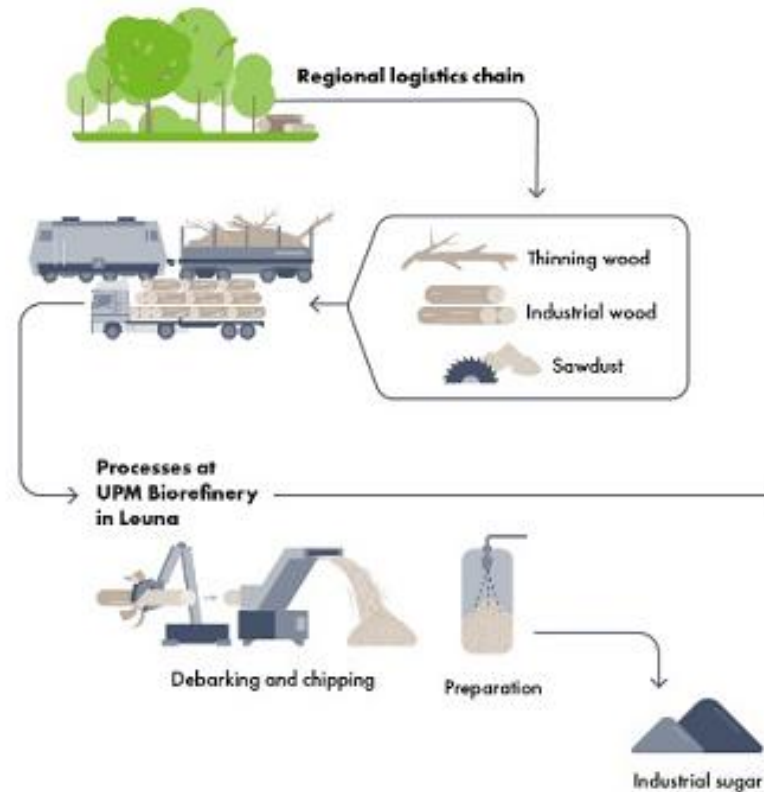 Regional logistics chain
Thinning wood
Industrial wood
Sawdust
Processes at
UPM Biorefinery
in Leuna
Debarking and chipping
Preparation
Industrial sugar